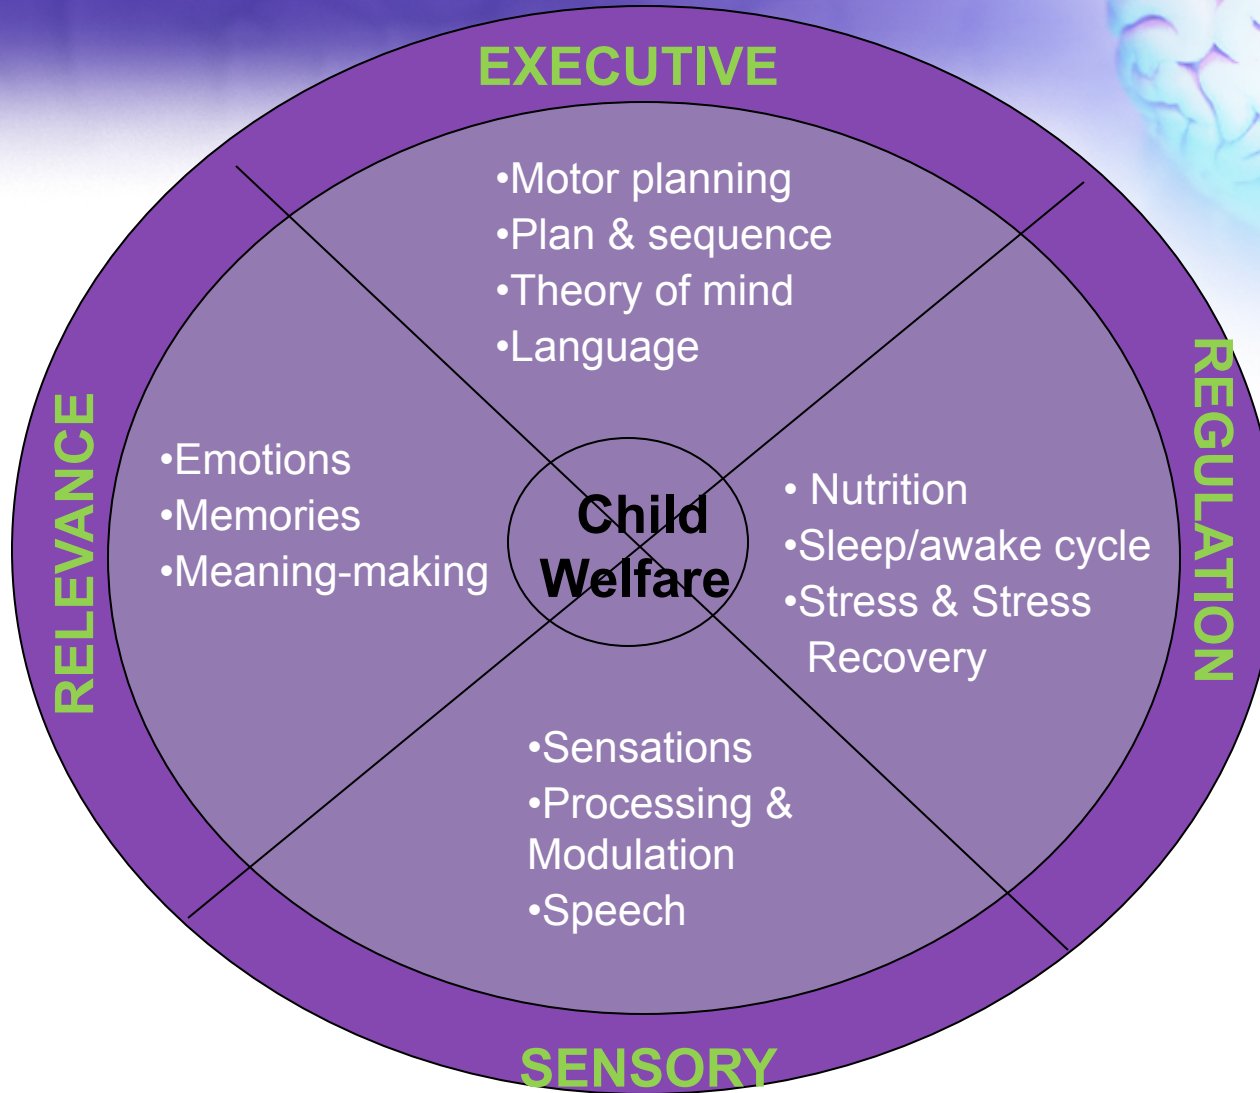 EXECUTIVE
•Motor planning
•Plan & sequence
•Theory of mind
•Language
RELEVANCE
•Emotions
•Memories
•Meaning-making
Child
Welfare
• Nutrition
•Sleep/awake cycle
•Stress & Stress
Recovery
REGULATION
•Sensations
•Processing &
Modulation
•Speech
SENSORY